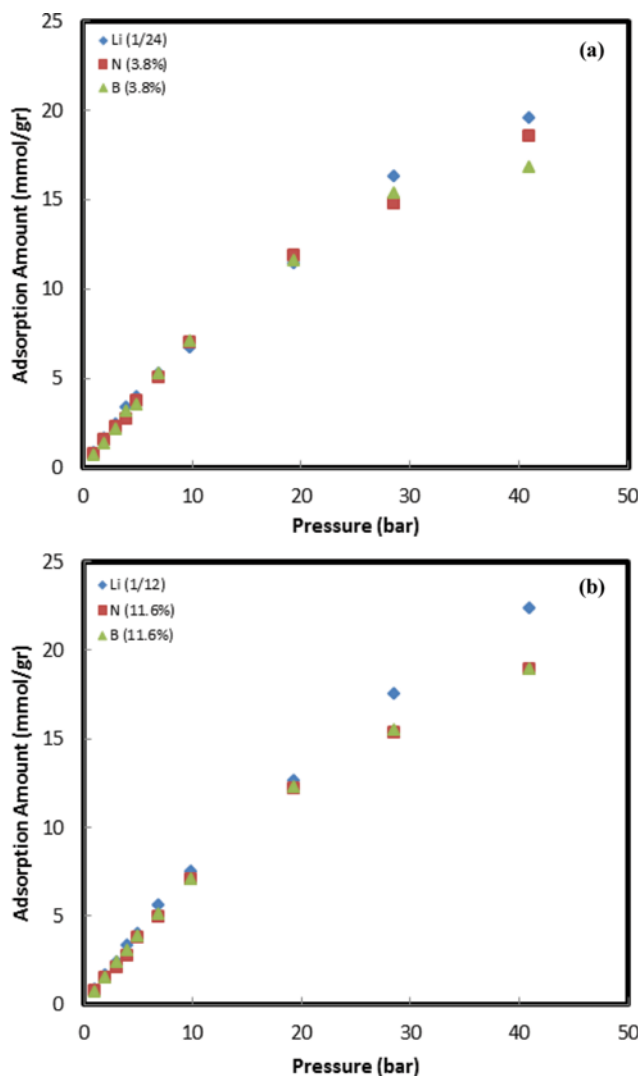 25
20
15
10
5
0
Adsorption Amount (mmol/gr)
Li (1/24)
N (3.8%)
B (3.8%)
(a)
0 10 20 30 40 50
Pressure (bar)
25
20
15
10
5
0
Adsorption Amount (mmol/gr)
Li (1/12)
N (11.6%)
B (11.6%)
(b)
0 10 20 30 40 50
Pressure (bar)